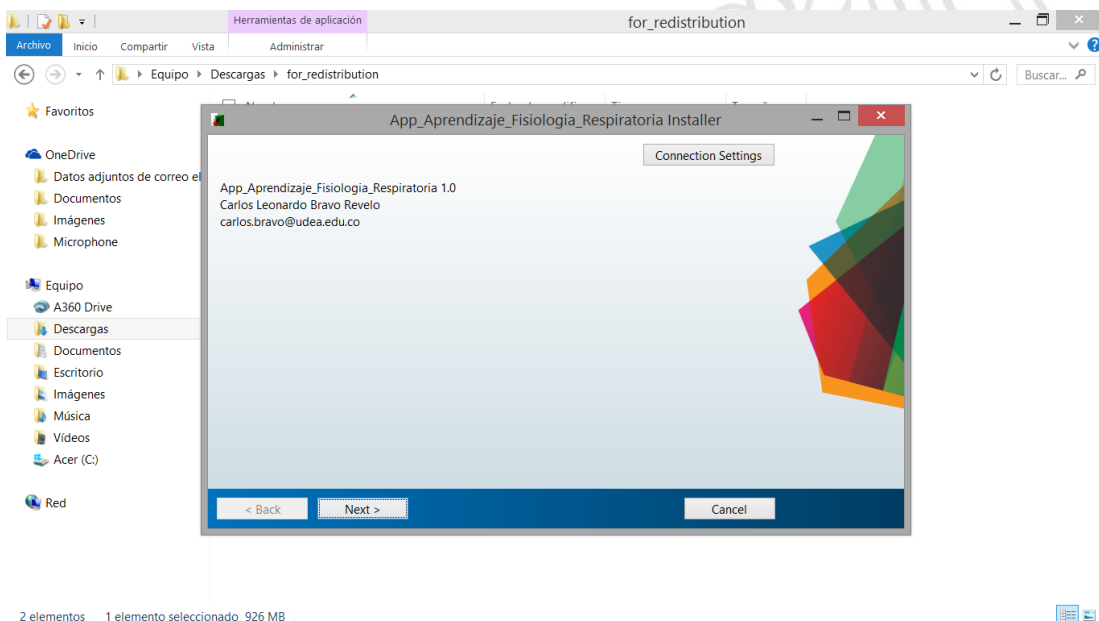 Herramientas de aplicación
for_redistribution
Archivo Inicio Compartir Vista Administrar
Equipo Descargas for_redistribution Buscar...
Favoritos
OneDrive
Datos adjuntos de correo el
Documentos
Imágenes
Microphone
Equipo
A360 Drive
Descargas
Documentos
Escritorio
Imágenes
Música
Vídeos
Acer (C:)
Red
App_Aprendizaje_Fisiologia_Respiratoria Installer
Connection Settings
App_Aprendizaje_Fisiologia_Respiratoria 1.0
Carlos Leonardo Bravo Revelo
carlos.bravo@udea.edu.co
< Back Next > Cancel
2 elementos 1 elemento seleccionado 926 MB